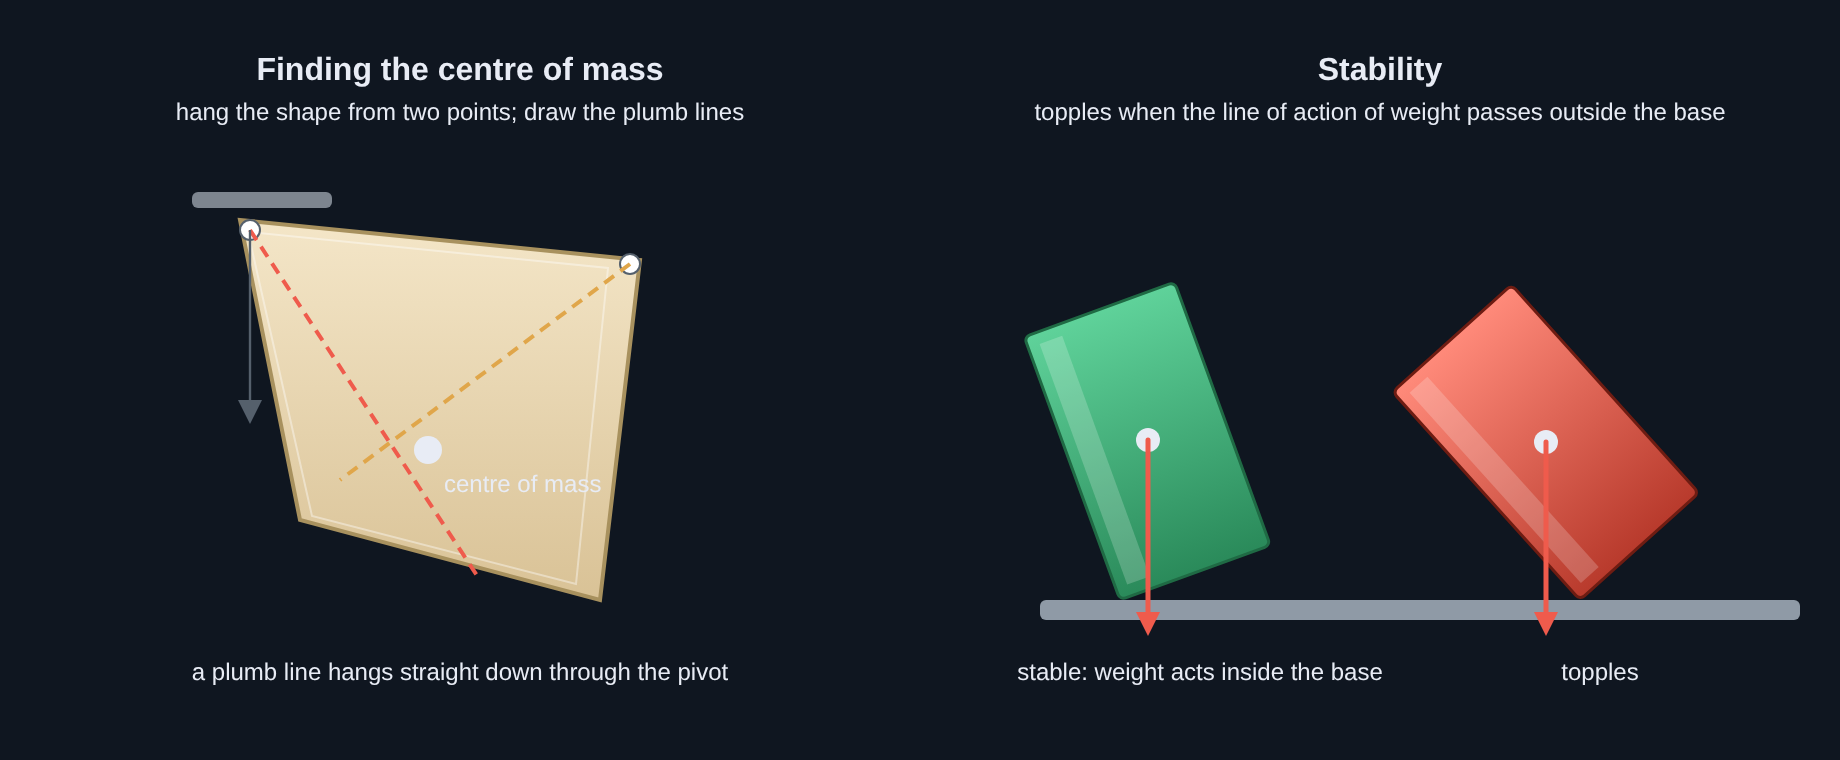 Finding the centre of mass
hang the shape from two points; draw the plumb lines
centre of mass
a plumb line hangs straight down through the pivot
Stability
topples when the line of action of weight passes outside the base
stable: weight acts inside the base
topples